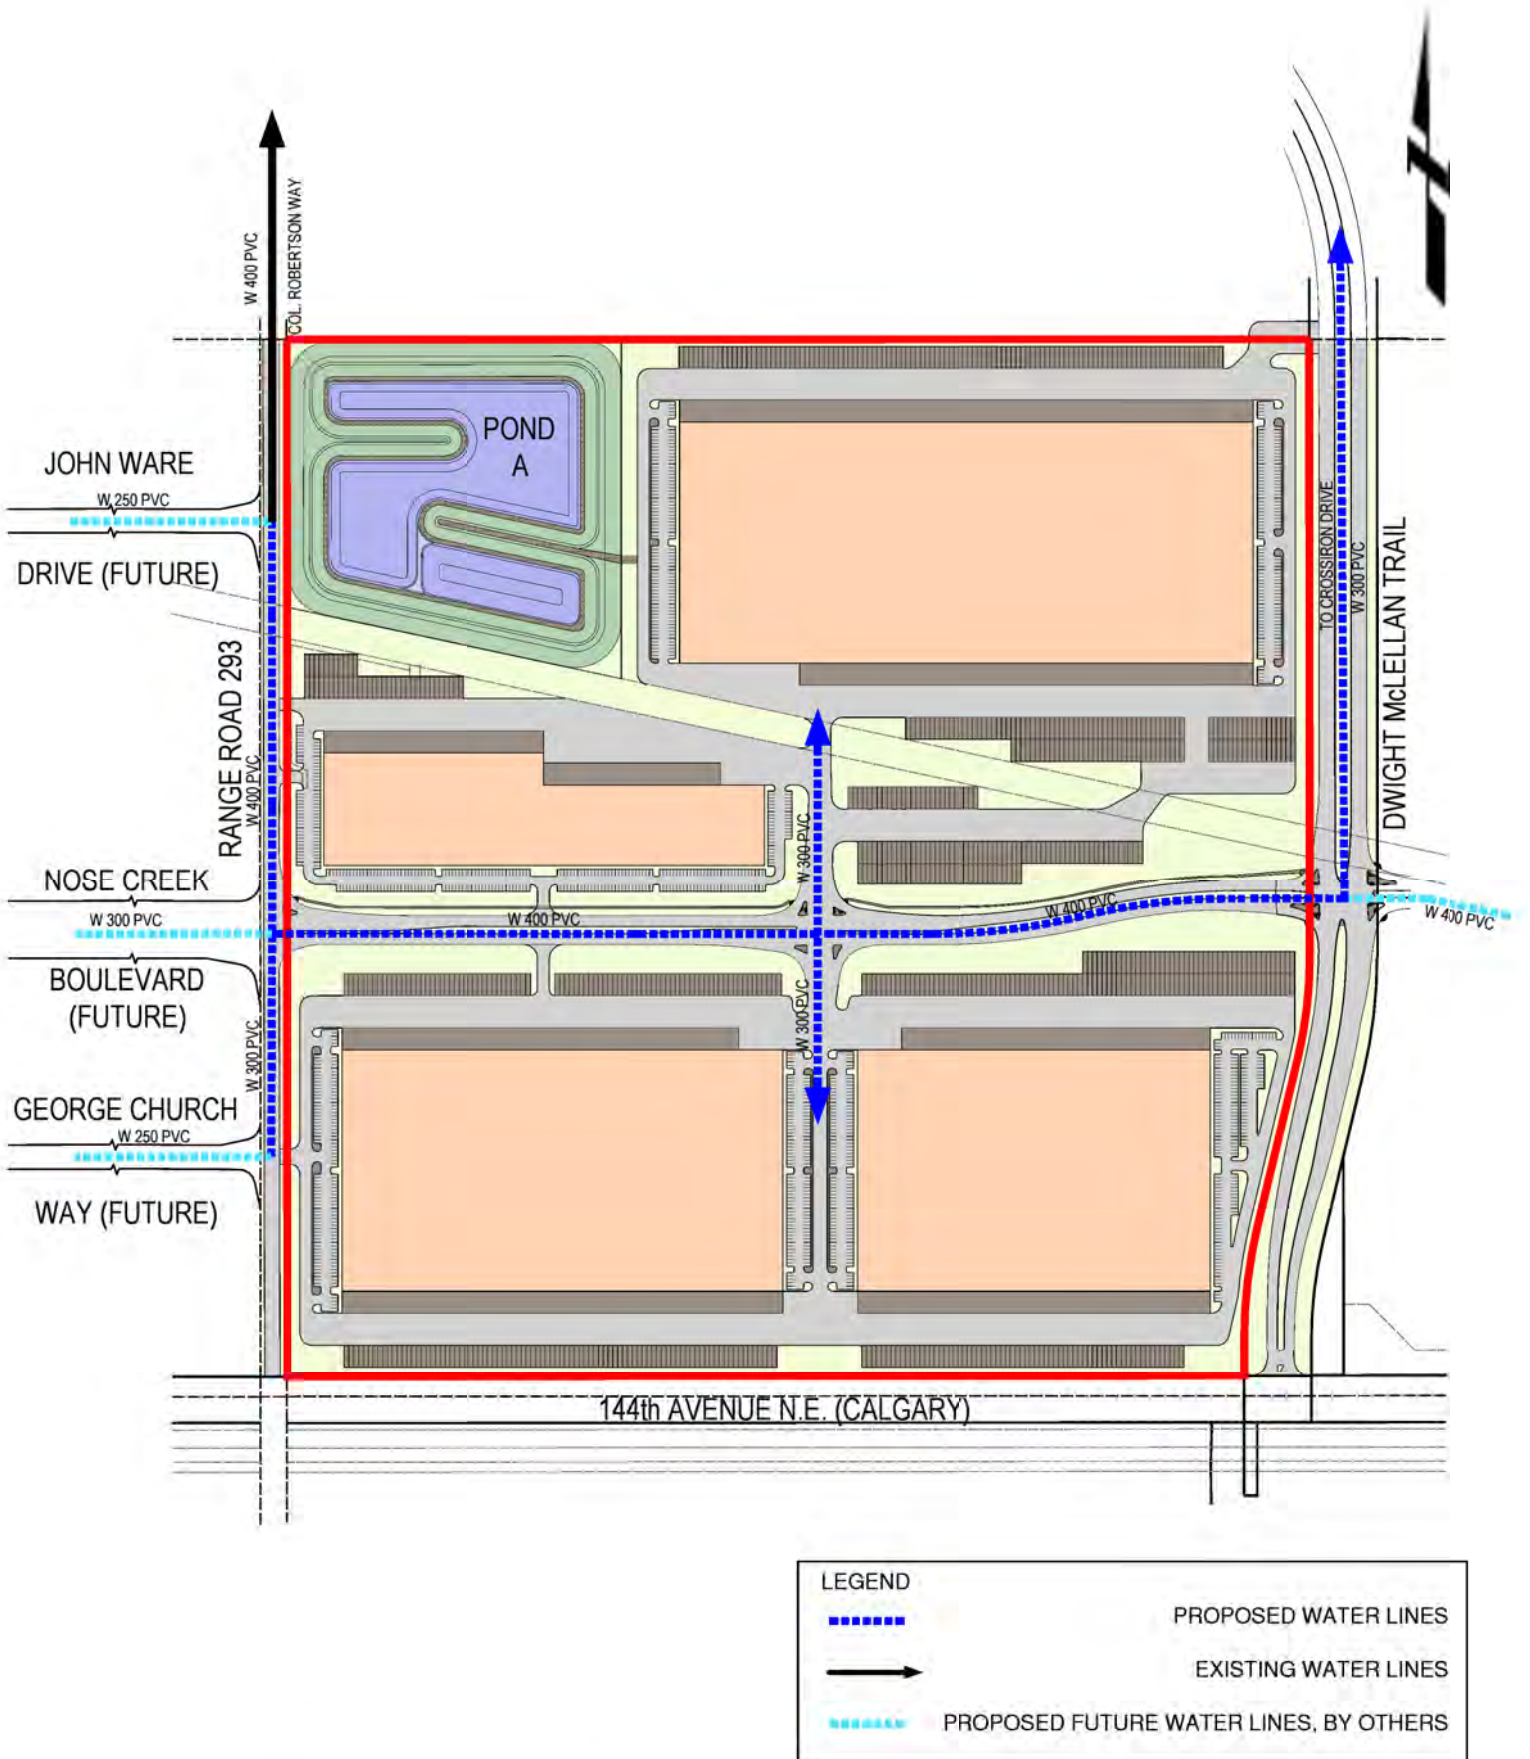 W 400 PVC
COL. ROBERTSON WAY
POND
A
JOHN WARE
W 250 PVC
DRIVE (FUTURE)
RANGE ROAD 293
W 400 PVC
TO CROSSIRON DRIVE
W 300 PVC
DWIGHT McLELLAN TRAIL
W 300 PVC
NOSE CREEK
W 300 PVC
BOULEVARD
(FUTURE)
W 400 PVC
W 400 PVC
W 400 PVC
W 300 PVC
W 300 PVC
GEORGE CHURCH
W 250 PVC
WAY (FUTURE)
144th AVENUE N.E. (CALGARY)
LEGEND
PROPOSED WATER LINES
EXISTING WATER LINES
PROPOSED FUTURE WATER LINES, BY OTHERS